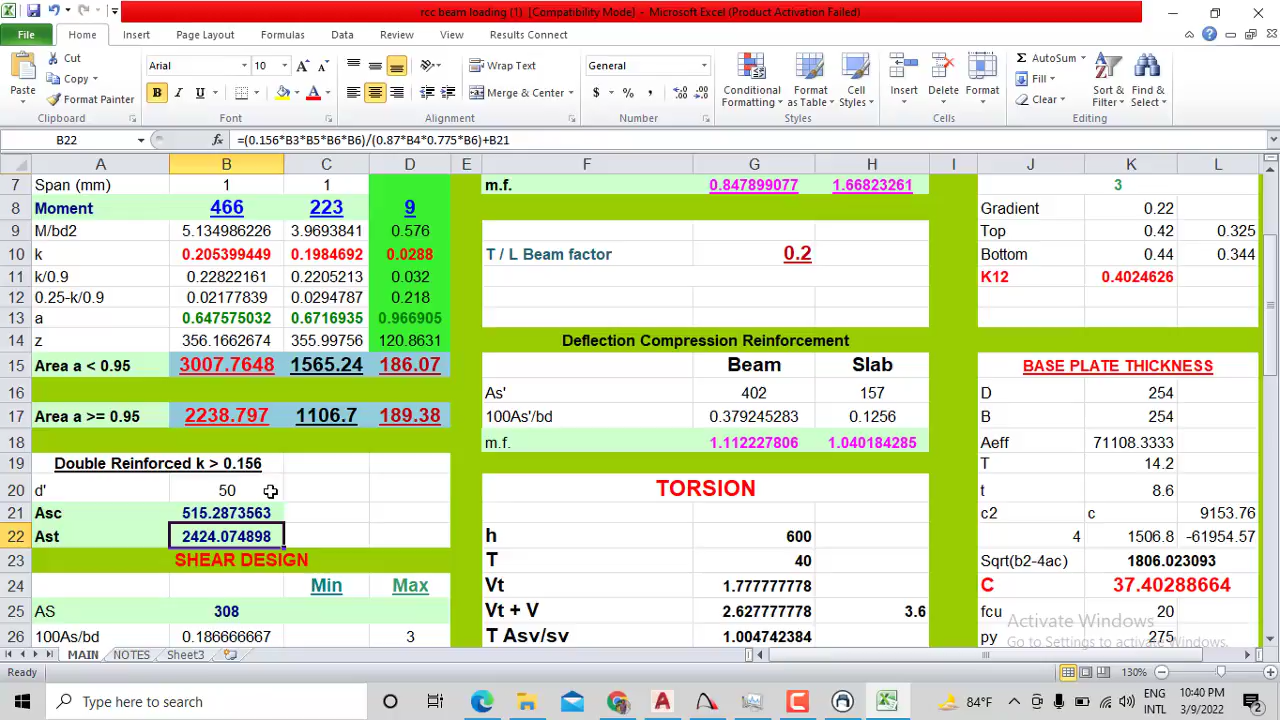 rcc beam loading (1) [Compatibility Mode] - Microsoft Excel (Product Activation Failed)
File Home Insert Page Layout Formulas Data Review View Results Connect
Paste Cut Copy Format Painter Clipboard
Arial 10 A A B I U A Font
Wrap Text Merge & Center Alignment
General $ % , Number
Conditional Formatting Format as Table Cell Styles Styles
Insert Delete Format Cells
AutoSum Fill Clear Sort & Filter Find & Select Editing
B22 fx =(0.156*B3*B5*B6*B6)/(0.87*B4*0.775*B6)+B21
A B C D E F G H I J K L
7 Span (mm) 1 1 m.f. 0.847899077 1.66823261 3
8 Moment 466 223 9 Gradient 0.22
9 M/bd2 5.134986226 3.9693841 0.576 Top 0.42 0.325
10 k 0.205399449 0.1984692 0.0288 T / L Beam factor 0.2 Bottom 0.44 0.344
11 k/0.9 0.22822161 0.2205213 0.032 K12 0.4024626
12 0.25-k/0.9 0.02177839 0.0294787 0.218
13 a 0.647575032 0.6716935 0.966905
14 z 356.1662674 355.99756 120.8631 Deflection Compression Reinforcement
15 Area a < 0.95 3007.7648 1565.24 186.07 Beam Slab BASE PLATE THICKNESS
16 As' 402 157 D 254
17 Area a >= 0.95 2238.797 1106.7 189.38 100As'/bd 0.379245283 0.1256 B 254
18 m.f. 1.112227806 1.040184285 Aeff 71108.3333
19 Double Reinforced k > 0.156 T 14.2
20 d' 50 TORSION t 8.6
21 Asc 515.2873563 c2 c 9153.76
22 Ast 2424.074898 h 600 4 1506.8 -61954.57
23 SHEAR DESIGN T 40 Sqrt(b2-4ac) 1806.023093
24 Min Max Vt 1.777777778 C 37.40288664
25 AS 308 Vt + V 2.627777778 3.6 fcu 20
26 100As/bd 0.186666667 3 T Asv/sv 1.004742384 py 275
Activate Windows
Go to Settings to activate Windows.
MAIN NOTES Sheet3
Ready 130%
Type here to search 84°F ENG INTL 10:40 PM 3/9/2022 2